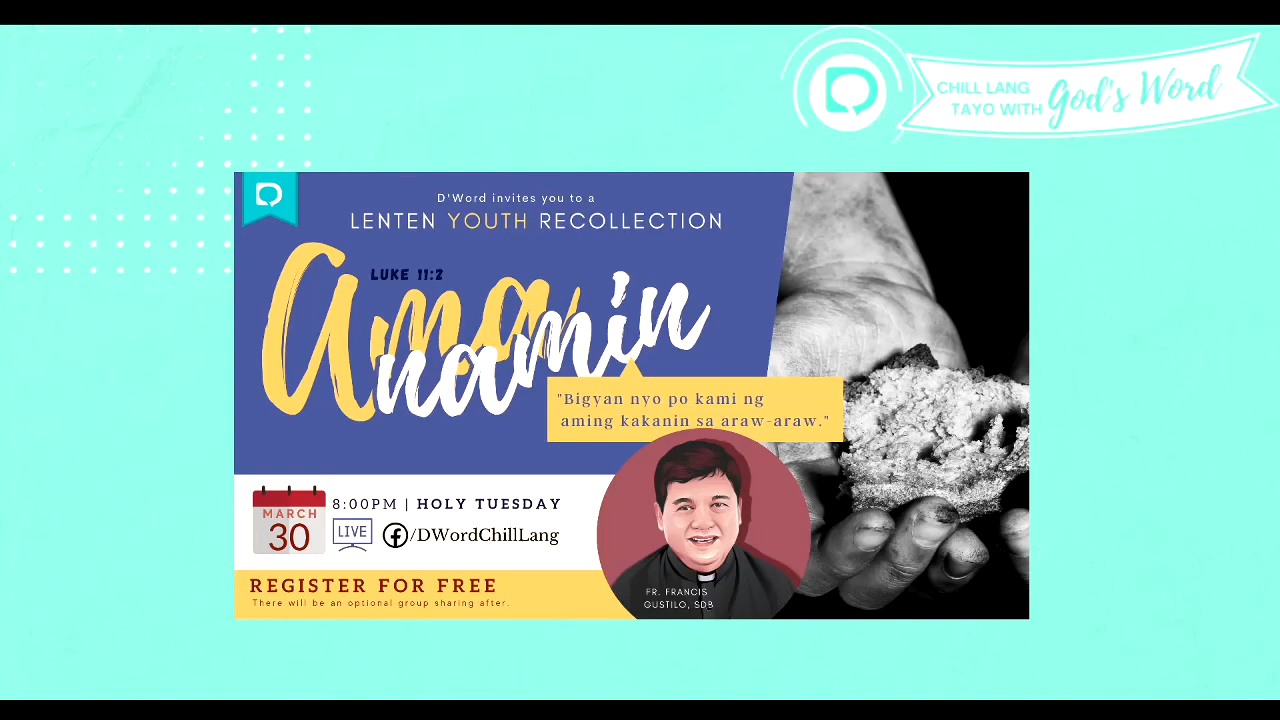 CHILL LANG
TAYO WITH God's Word
D'Word invites you to a
LENTEN YOUTH RECOLLECTION
LUKE 11:2
Ama
namin
"Bigyan nyo po kami ng
aming kakanin sa araw-araw."
MARCH
30
8:00PM | HOLY TUESDAY
LIVE
/DWordChillLang
REGISTER FOR FREE
There will be an optional group sharing after.
FR. FRANCIS
GUSTILO, SDB